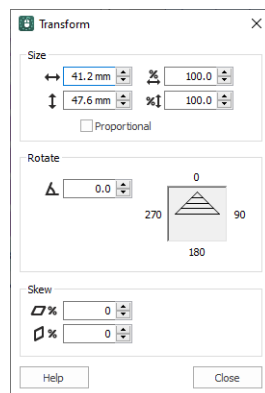 Transform
Size
41.2 mm % 100.0
47.6 mm % 100.0
Proportional
Rotate
0.0
0
270 90
180
Skew
% 0
% 0
Help Close